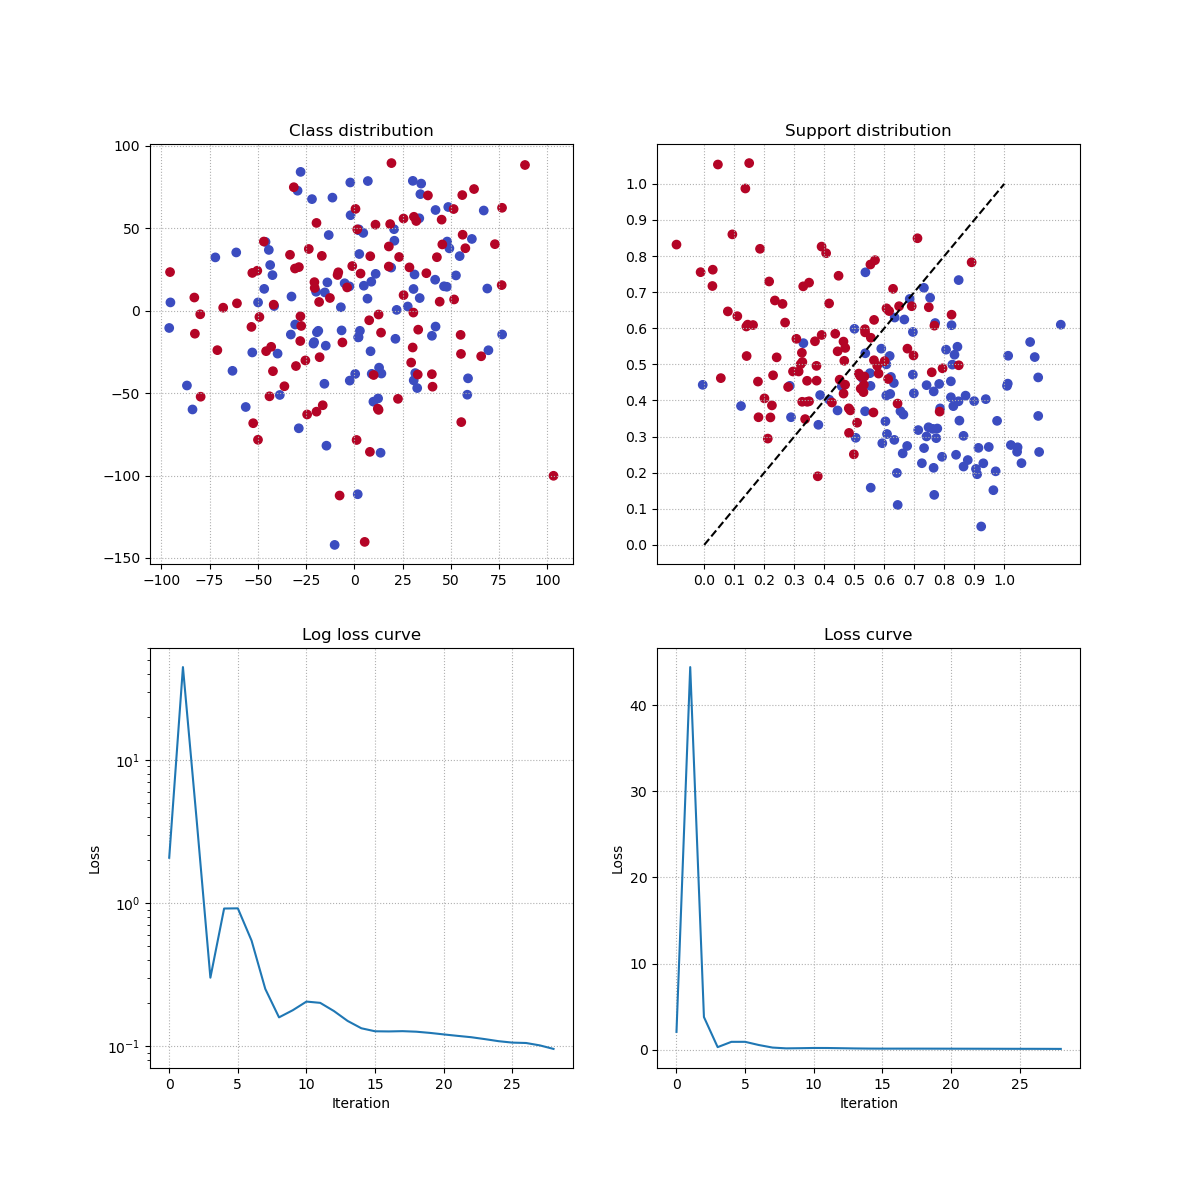 Class distribution
100
50
0
−50
−100
−150
−100 −75 −50 −25 0 25 50 75 100
Support distribution
1.0
0.9
0.8
0.7
0.6
0.5
0.4
0.3
0.2
0.1
0.0
0.0 0.1 0.2 0.3 0.4 0.5 0.6 0.7 0.8 0.9 1.0
Log loss curve
Loss
10¹
10⁰
10⁻¹
0 5 10 15 20 25
Iteration
Loss curve
Loss
40
30
20
10
0
0 5 10 15 20 25
Iteration